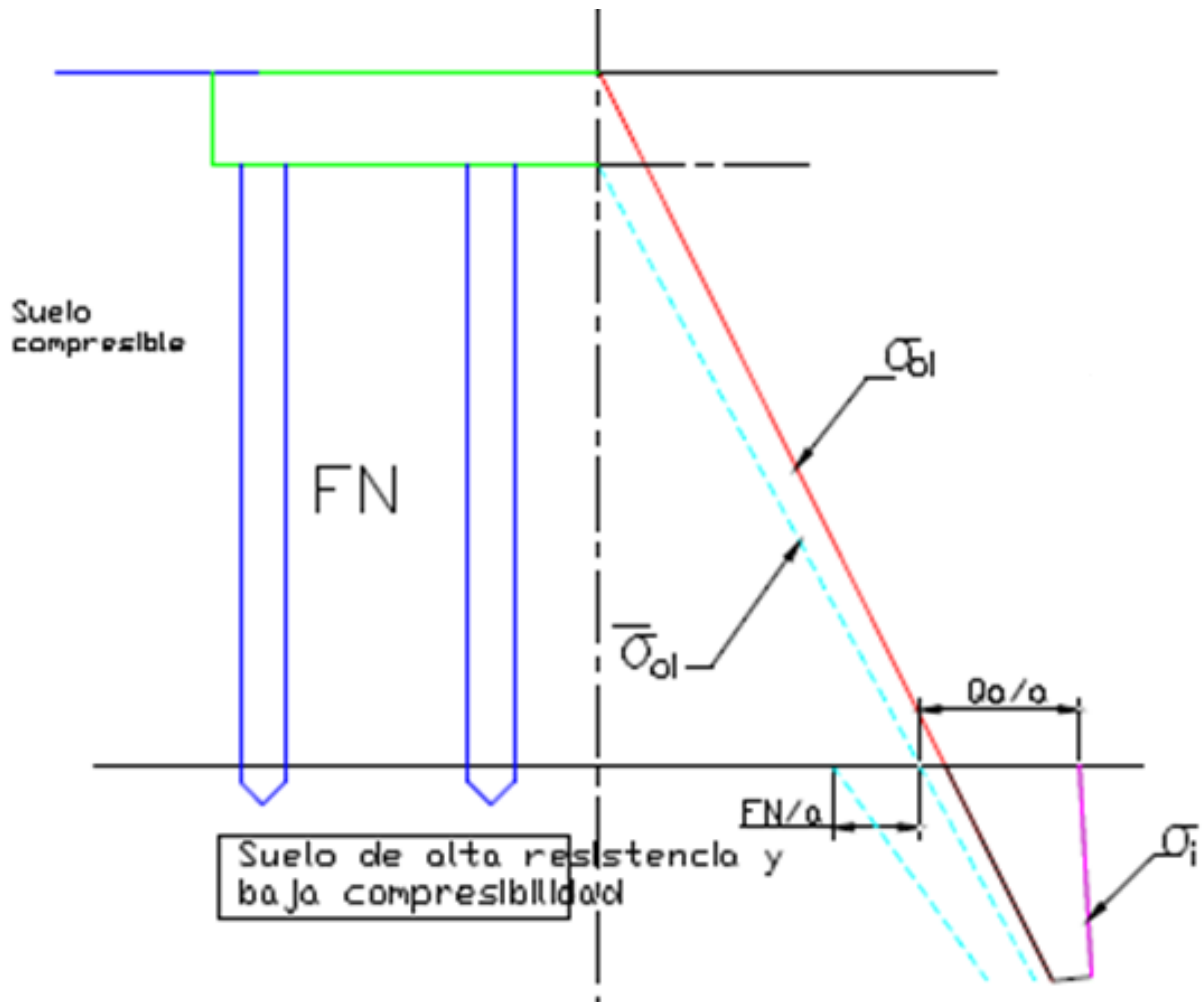 Suelo
compresible
σol
FN
σ̅ol
Qa/a
FN/a
σi
Suelo de alta resistencia y
baja compresibilidad